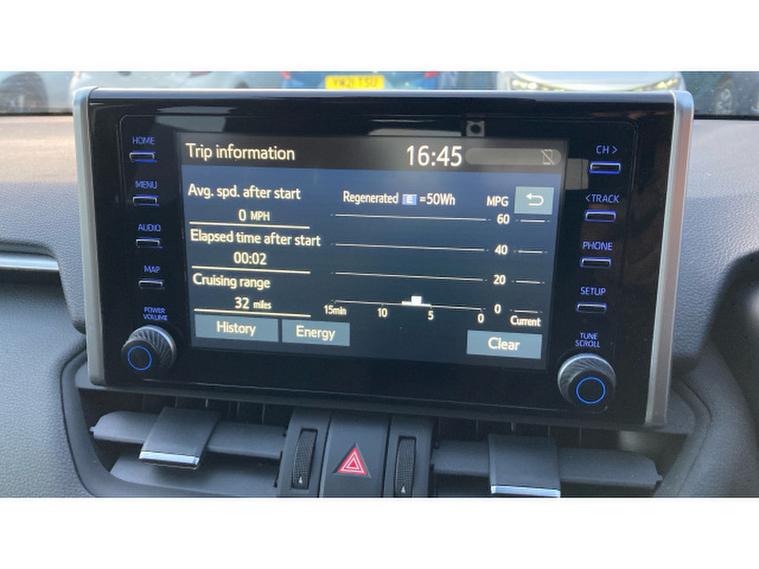 YW21 TSU
HOME
MENU
AUDIO
MAP
POWER
VOLUME
Trip information 16:45
Avg. spd. after start
0 MPH
Elapsed time after start
00:02
Cruising range
32 miles
History
Energy
Regenerated E =50Wh MPG
60
40
20
0
15min 10 5 0 Current
Clear
CH >
< TRACK
PHONE
SETUP
TUNE
SCROLL